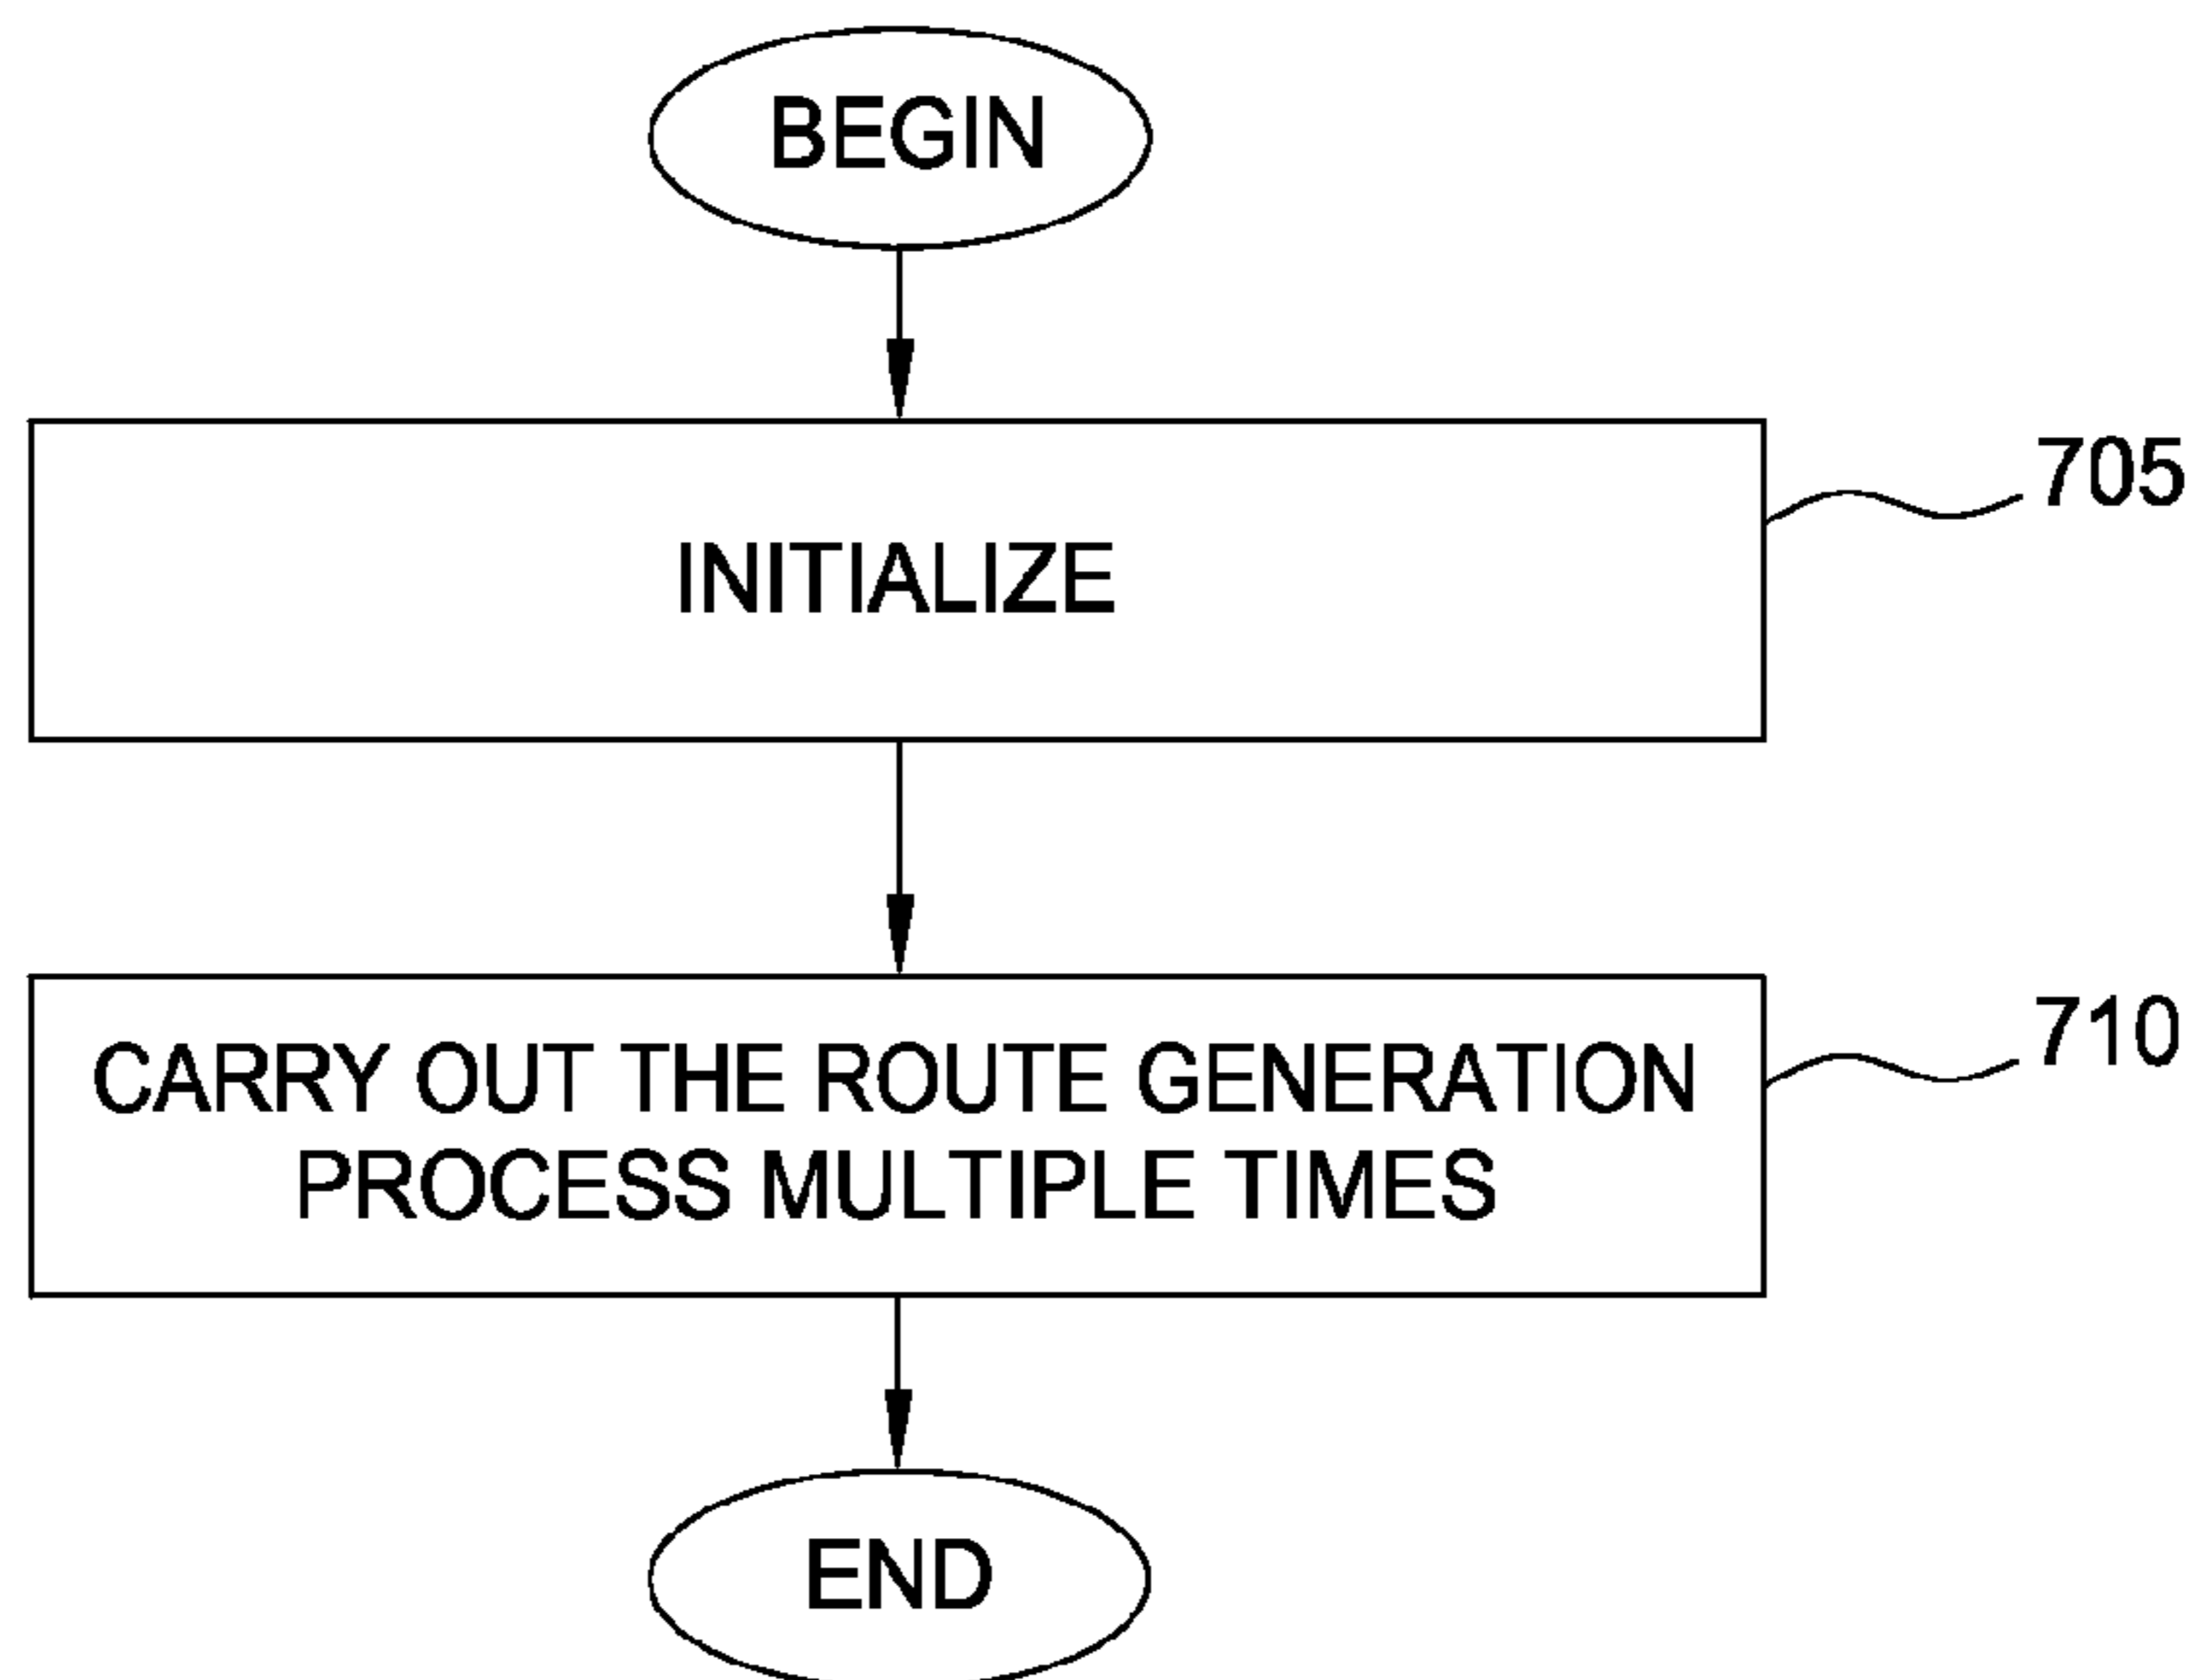 BEGIN
INITIALIZE
705
CARRY OUT THE ROUTE GENERATION
PROCESS MULTIPLE TIMES
710
END